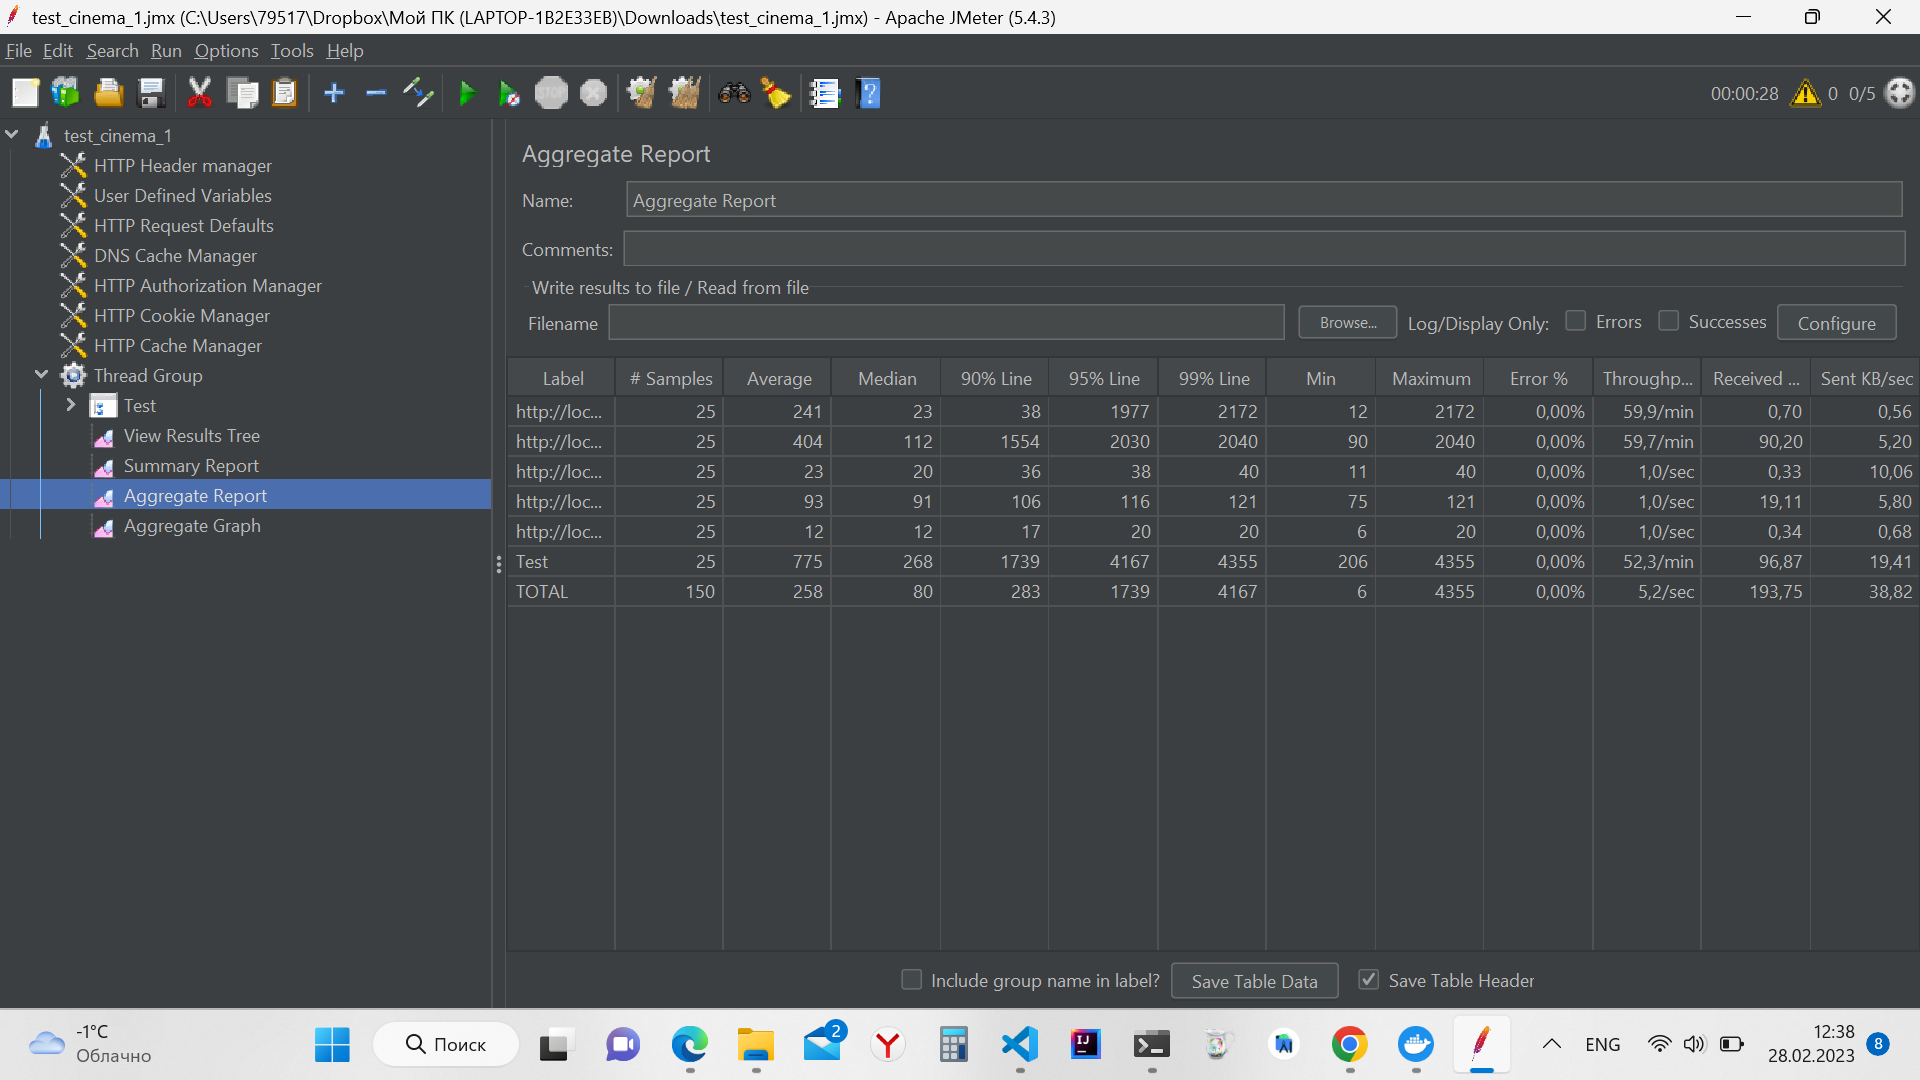 test_cinema_1.jmx (C:\Users\79517\Dropbox\Мой ПК (LAPTOP-1B2E33EB)\Downloads\test_cinema_1.jmx) - Apache JMeter (5.4.3)
File Edit Search Run Options Tools Help
STOP
00:00:28 0 0/5
test_cinema_1
HTTP Header manager
User Defined Variables
HTTP Request Defaults
DNS Cache Manager
HTTP Authorization Manager
HTTP Cookie Manager
HTTP Cache Manager
Thread Group
Test
View Results Tree
Summary Report
Aggregate Report
Aggregate Graph
Aggregate Report
Name: Aggregate Report
Comments:
Write results to file / Read from file
Filename Browse... Log/Display Only: Errors Successes Configure
Label # Samples Average Median 90% Line 95% Line 99% Line Min Maximum Error % Throughp... Received ... Sent KB/sec
http://loc... 25 241 23 38 1977 2172 12 2172 0,00% 59,9/min 0,70 0,56
http://loc... 25 404 112 1554 2030 2040 90 2040 0,00% 59,7/min 90,20 5,20
http://loc... 25 23 20 36 38 40 11 40 0,00% 1,0/sec 0,33 10,06
http://loc... 25 93 91 106 116 121 75 121 0,00% 1,0/sec 19,11 5,80
http://loc... 25 12 12 17 20 20 6 20 0,00% 1,0/sec 0,34 0,68
Test 25 775 268 1739 4167 4355 206 4355 0,00% 52,3/min 96,87 19,41
TOTAL 150 258 80 283 1739 4167 6 4355 0,00% 5,2/sec 193,75 38,82
Include group name in label? Save Table Data Save Table Header
-1°C
Облачно
Поиск
2
IJ
ENG
12:38
28.02.2023
8